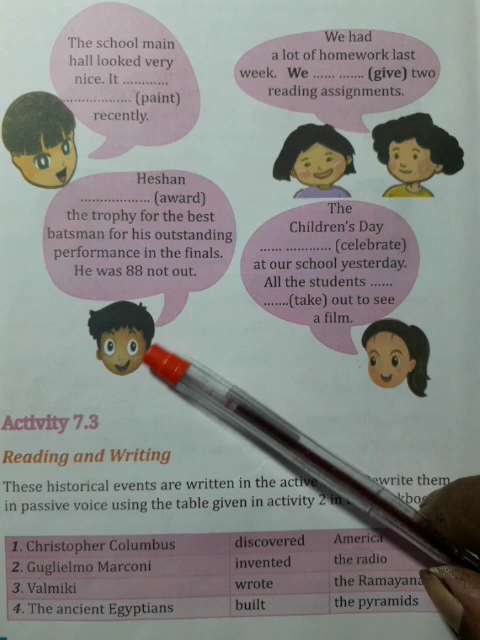 The school main
hall looked very
nice. It ............
.................... (paint)
recently.
We had
a lot of homework last
week. We ...... ....... (give) two
reading assignments.
Heshan
.................... (award)
the trophy for the best
batsman for his outstanding
performance in the finals.
He was 88 not out.
The
Children's Day
...... ............ (celebrate)
at our school yesterday.
All the students ......
........(take) out to see
a film.
Activity 7.3
Reading and Writing
These historical events are written in the active ewrite them
in passive voice using the table given in activity 2 in
1. Christopher Columbus discovered America
2. Guglielmo Marconi invented the radio
3. Valmiki wrote the Ramayana
4. The ancient Egyptians built the pyramids